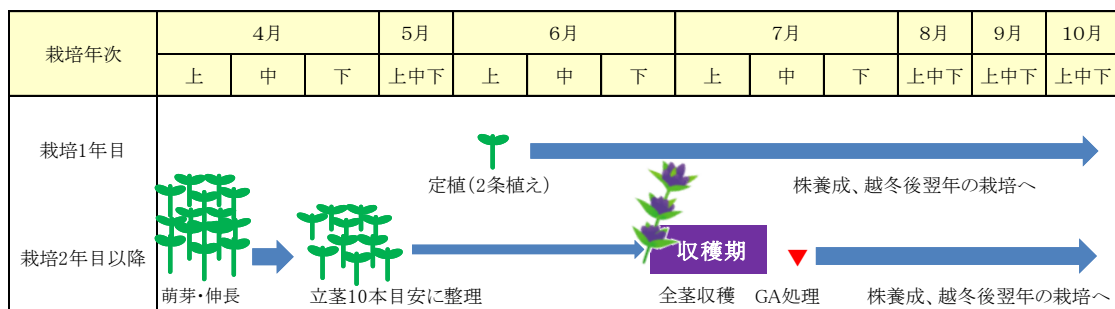 栽培年次
4月 5月 6月 7月 8月 9月 10月
上 中 下 上中下 上 中 下 上 中 下 上中下 上中下 上中下
栽培1年目
定植(2条植え)
株養成、越冬後翌年の栽培へ
栽培2年目以降
萌芽・伸長
立茎10本目安に整理
収穫期
全茎収穫
GA処理
株養成、越冬後翌年の栽培へ